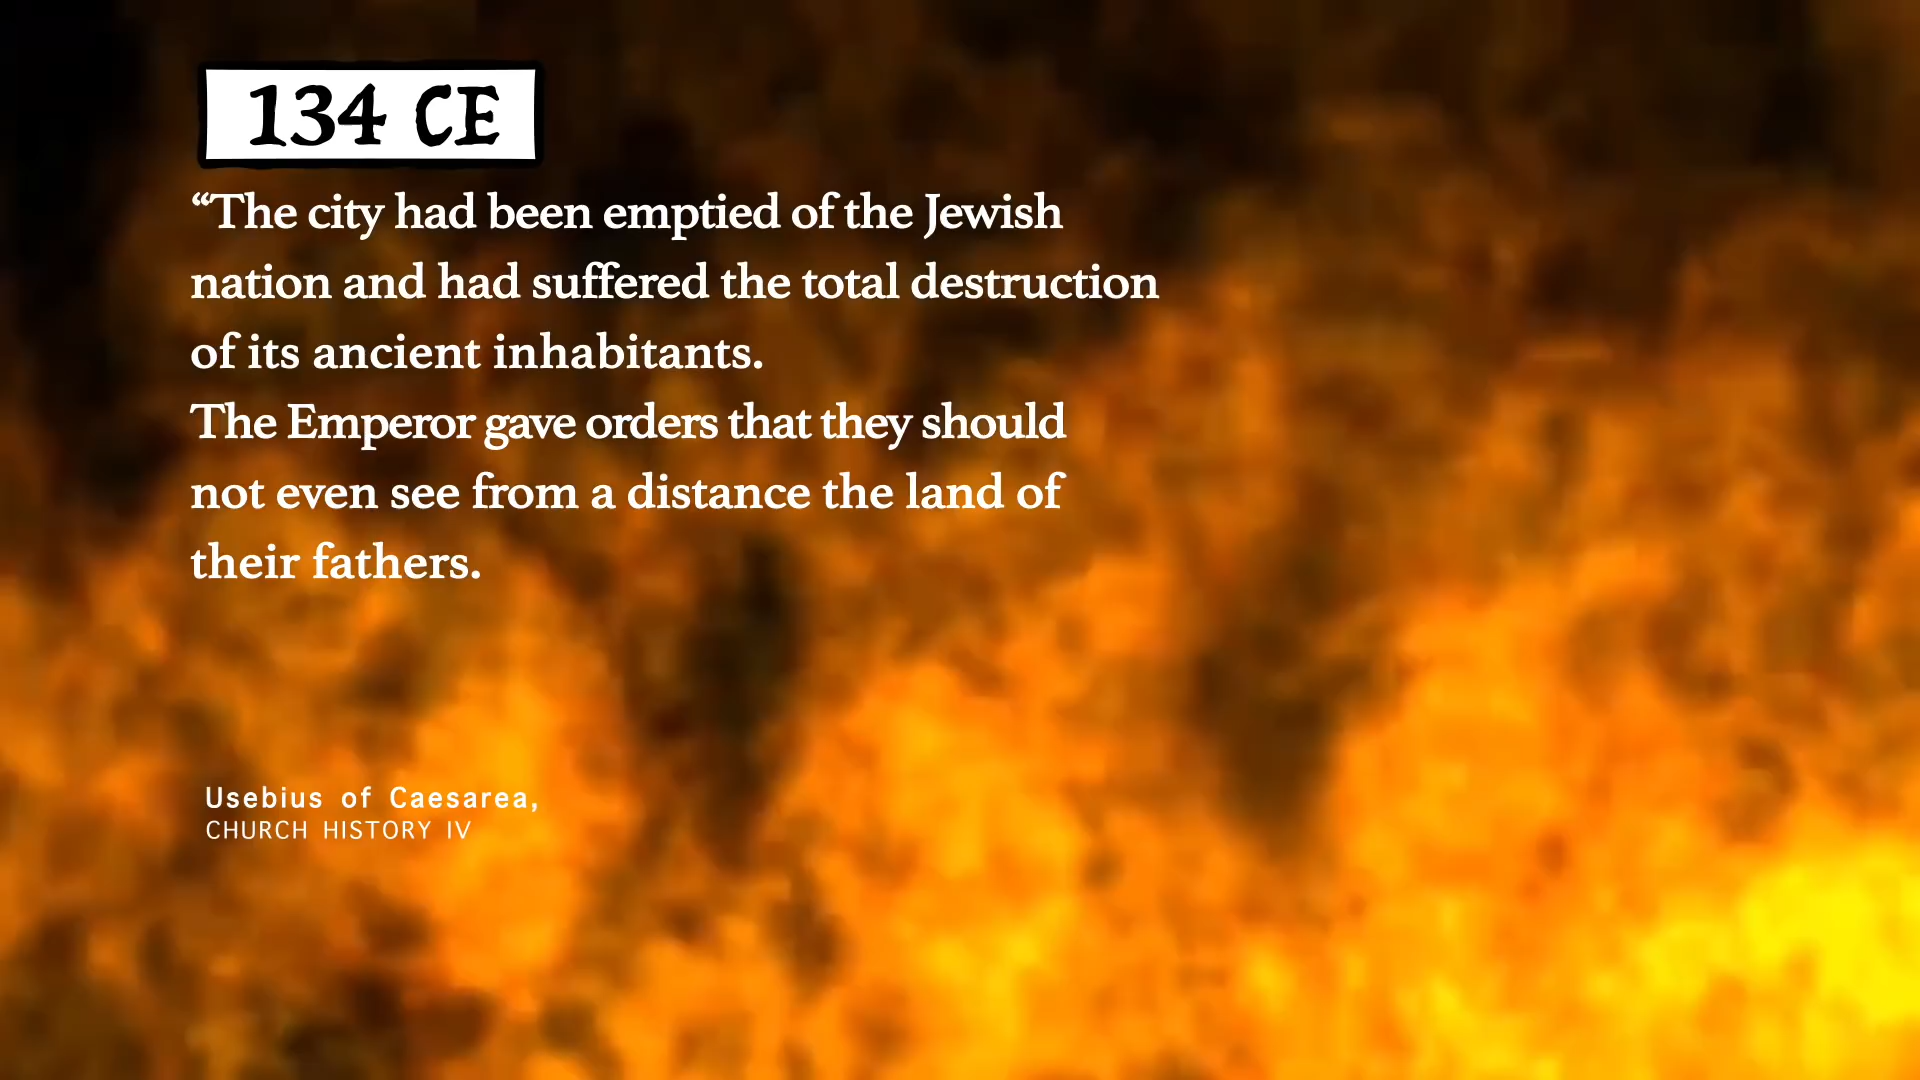 134 CE
“The city had been emptied of the Jewish
nation and had suffered the total destruction
of its ancient inhabitants.
The Emperor gave orders that they should
not even see from a distance the land of
their fathers.
Usebius of Caesarea,
CHURCH HISTORY IV